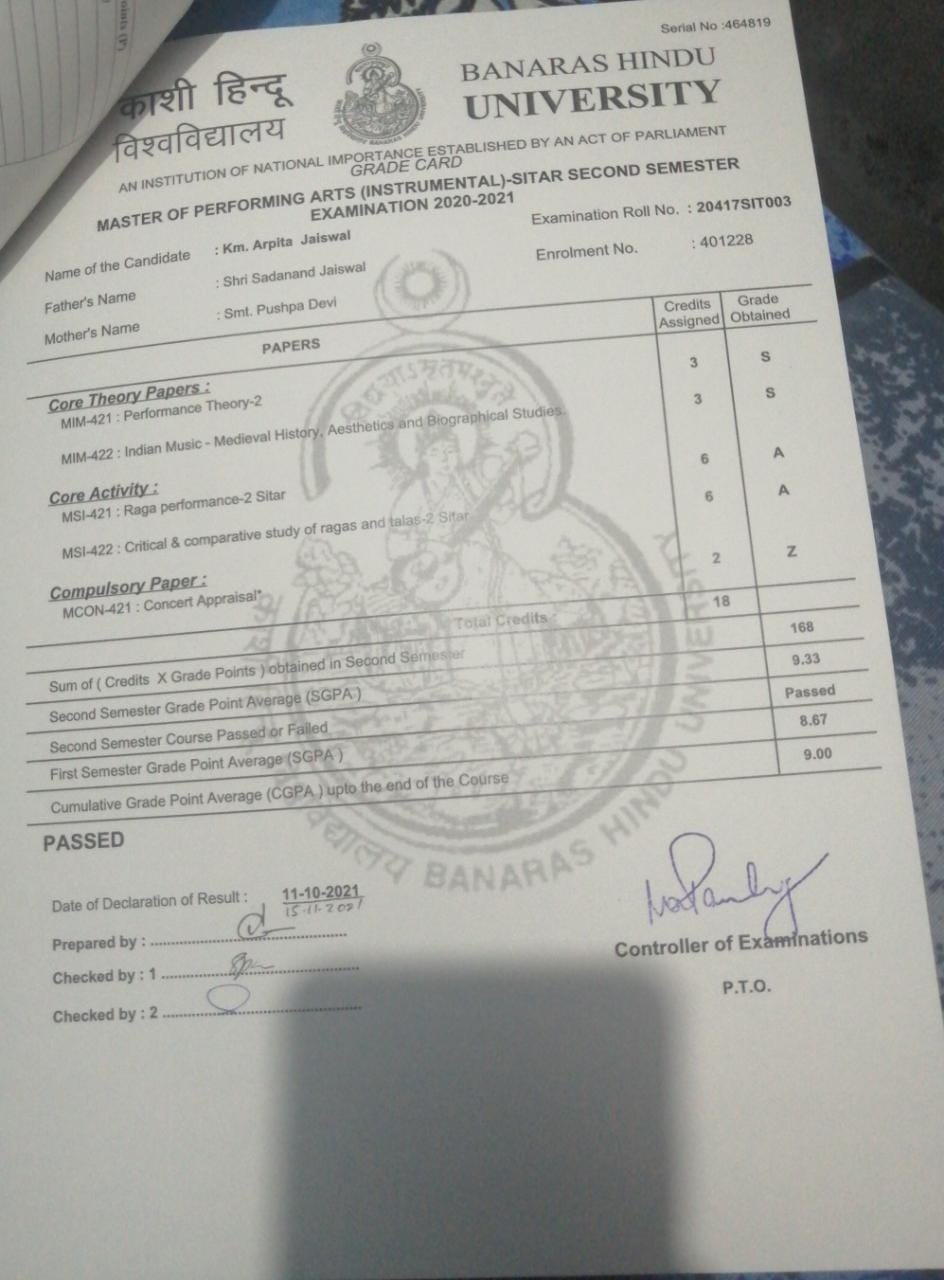 oints (P)
Serial No :464819
काशी हिन्दू
विश्वविद्यालय
BANARAS HINDU
UNIVERSITY
AN INSTITUTION OF NATIONAL IMPORTANCE ESTABLISHED BY AN ACT OF PARLIAMENT
GRADE CARD
MASTER OF PERFORMING ARTS (INSTRUMENTAL)-SITAR SECOND SEMESTER
EXAMINATION 2020-2021
Examination Roll No. : 20417SIT003
Name of the Candidate : Km. Arpita Jaiswal
Enrolment No. : 401228
Father's Name : Shri Sadanand Jaiswal
Mother's Name : Smt. Pushpa Devi
PAPERS Credits Assigned Grade Obtained
Core Theory Papers :
MIM-421 : Performance Theory-2 3 S
MIM-422 : Indian Music - Medieval History, Aesthetics and Biographical Studies. 3 S
Core Activity :
MSI-421 : Raga performance-2 Sitar 6 A
MSI-422 : Critical & comparative study of ragas and talas-2 Sitar 6 A
Compulsory Paper :
MCON-421 : Concert Appraisal* 2 Z
Total Credits : 18
Sum of ( Credits X Grade Points ) obtained in Second Semester 168
Second Semester Grade Point Average (SGPA ) 9.33
Second Semester Course Passed or Failed Passed
First Semester Grade Point Average (SGPA ) 8.67
Cumulative Grade Point Average (CGPA ) upto the end of the Course 9.00
PASSED
BANARAS HINDU UNIVERSITY
Date of Declaration of Result : 11-10-2021
15-11-2021
Prepared by :
Checked by : 1
Checked by : 2
Controller of Examinations
P.T.O.